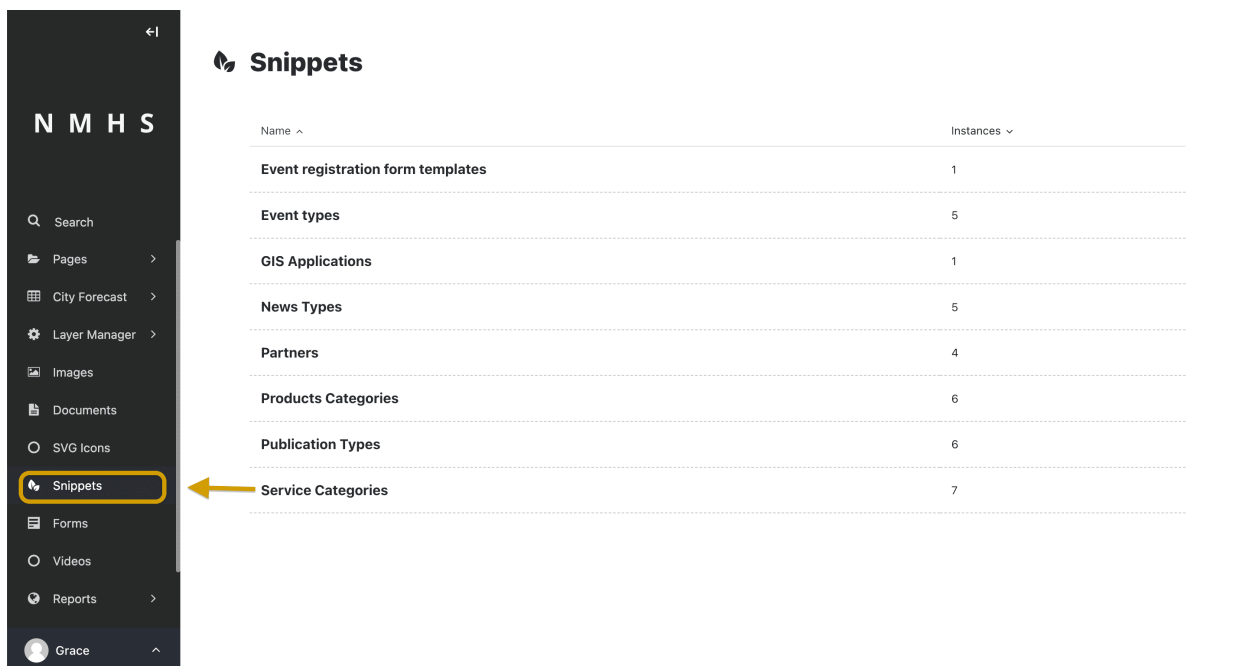 N M H S
Search
Pages
City Forecast
Layer Manager
Images
Documents
SVG Icons
Snippets
Forms
Videos
Reports
Grace
Snippets
Name Instances
Event registration form templates 1
Event types 5
GIS Applications 1
News Types 5
Partners 4
Products Categories 6
Publication Types 6
Service Categories 7